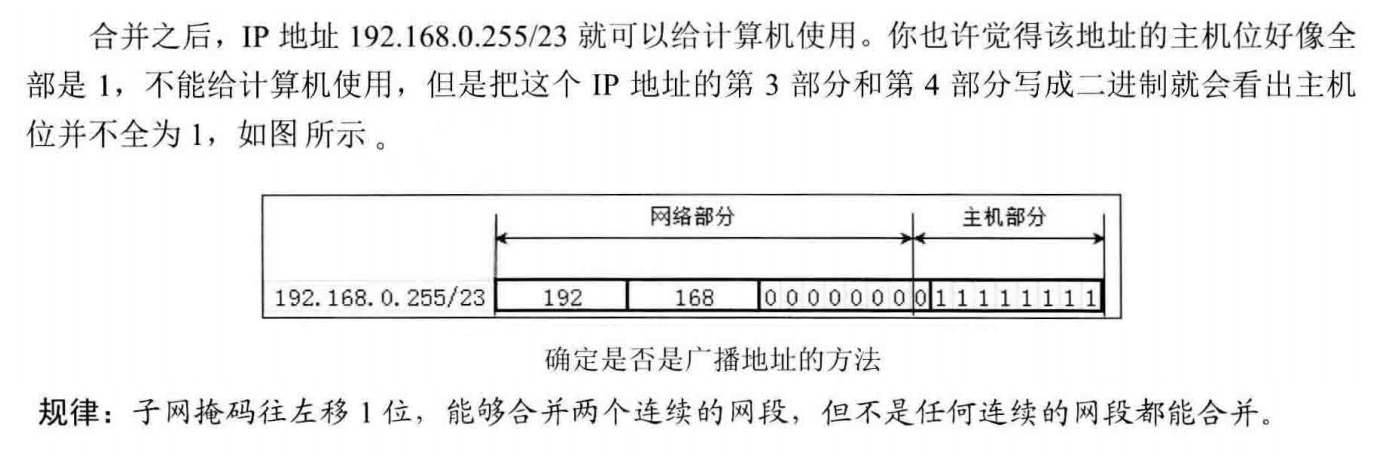 合并之后，IP 地址 192.168.0.255/23 就可以给计算机使用。你也许觉得该地址的主机位好像全
部是 1，不能给计算机使用，但是把这个 IP 地址的第 3 部分和第 4 部分写成二进制就会看出主机
位并不全为 1，如图所示。
网络部分 主机部分
192.168.0.255/23 192 168 0 0 0 0 0 0 0 0 1 1 1 1 1 1 1 1
确定是否是广播地址的方法
规律：子网掩码往左移 1 位，能够合并两个连续的网段，但不是任何连续的网段都能合并。